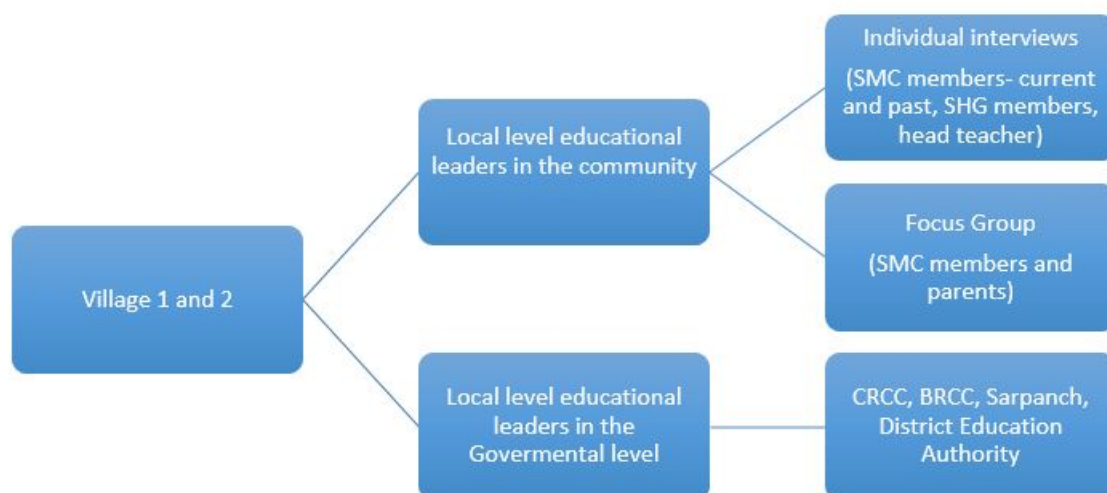 Individual interviews
(SMC members- current
and past, SHG members,
head teacher)
Local level educational
leaders in the community
Focus Group
(SMC members and
parents)
Village 1 and 2
Local level educational
leaders in the
Govermental level
CRCC, BRCC, Sarpanch,
District Education
Authority